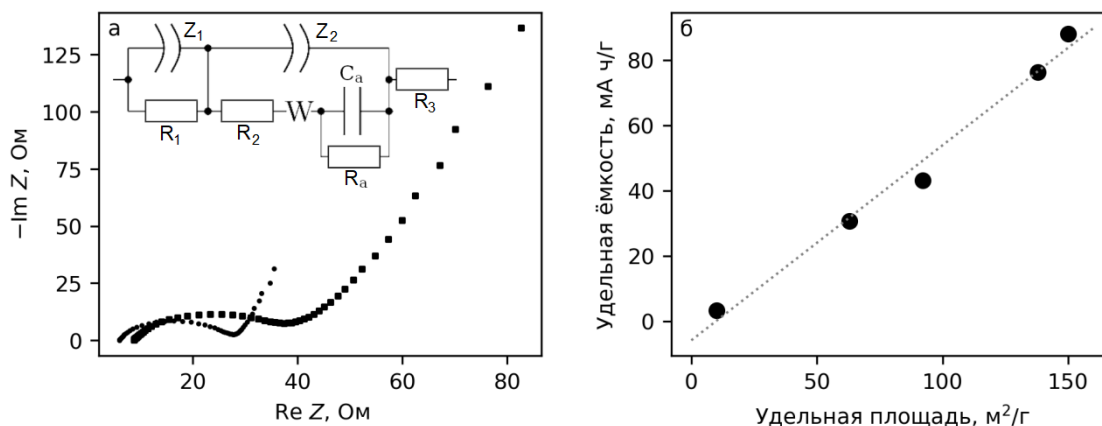 а
Z₁
Z₂
Cₐ
R₃
W
R₁
R₂
Rₐ
−Im Z, Ом
125
100
75
50
25
0
20
40
60
80
Re Z, Ом
б
Удельная ёмкость, мА ч/г
80
60
40
20
0
0
50
100
150
Удельная площадь, м²/г